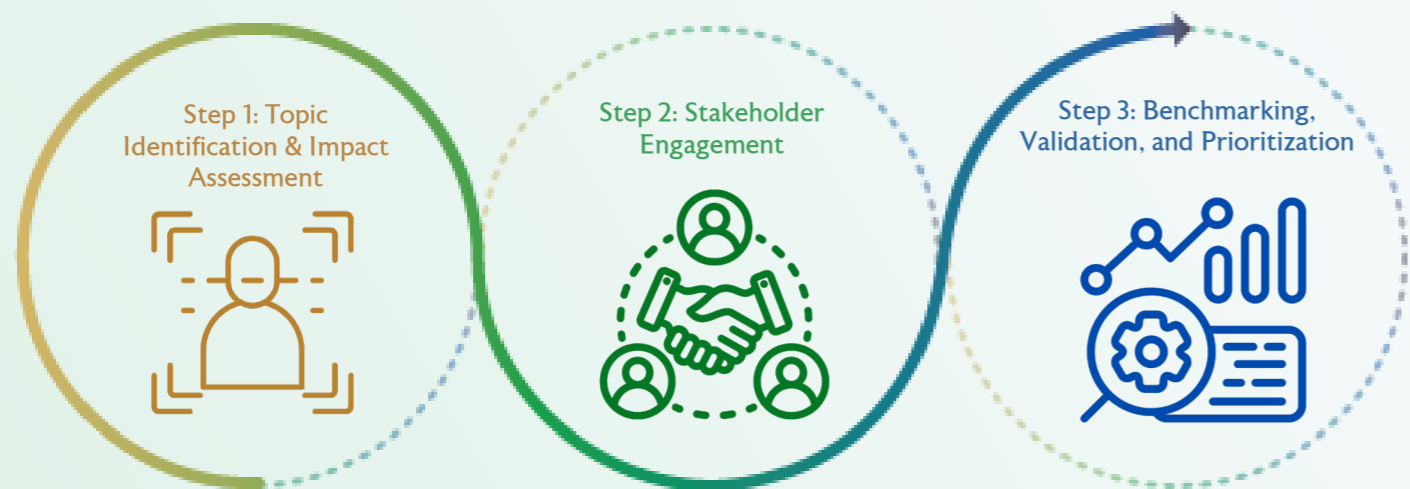 Step 1: Topic
Identification & Impact
Assessment
Step 2: Stakeholder
Engagement
Step 3: Benchmarking,
Validation, and Prioritization